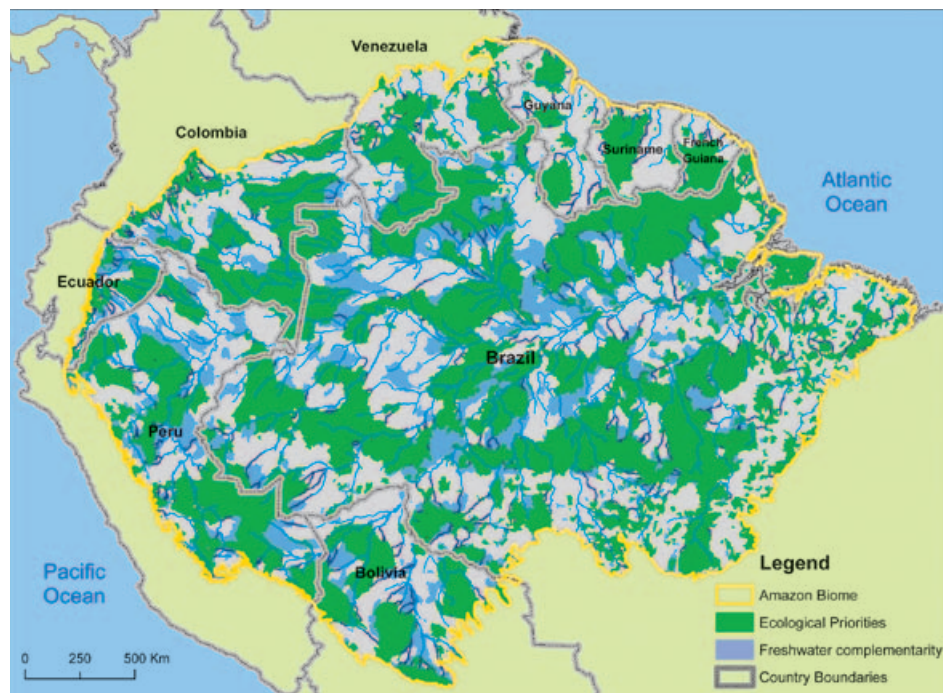 Venezuela
Guyana
Colombia
Suriname
French
Guiana
Atlantic
Ocean
Ecuador
Brazil
Peru
Pacific
Ocean
Bolivia
Legend
Amazon Biome
Ecological Priorities
Freshwater complementarity
Country Boundaries
0 250 500 Km